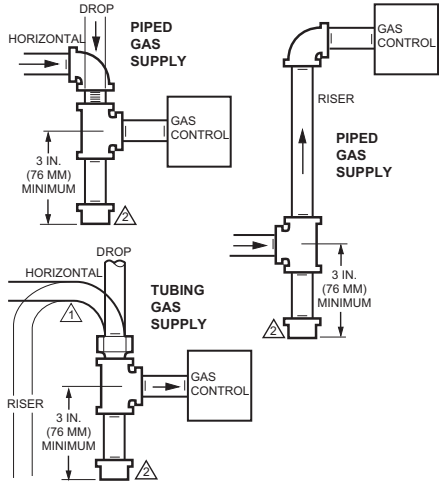 DROP
HORIZONTAL
PIPED
GAS
SUPPLY
GAS
CONTROL
3 IN.
(76 MM)
MINIMUM
2
GAS
CONTROL
RISER
PIPED
GAS
SUPPLY
3 IN.
(76 MM)
MINIMUM
2
DROP
HORIZONTAL
1
TUBING
GAS
SUPPLY
GAS
CONTROL
RISER
3 IN.
(76 MM)
MINIMUM
2